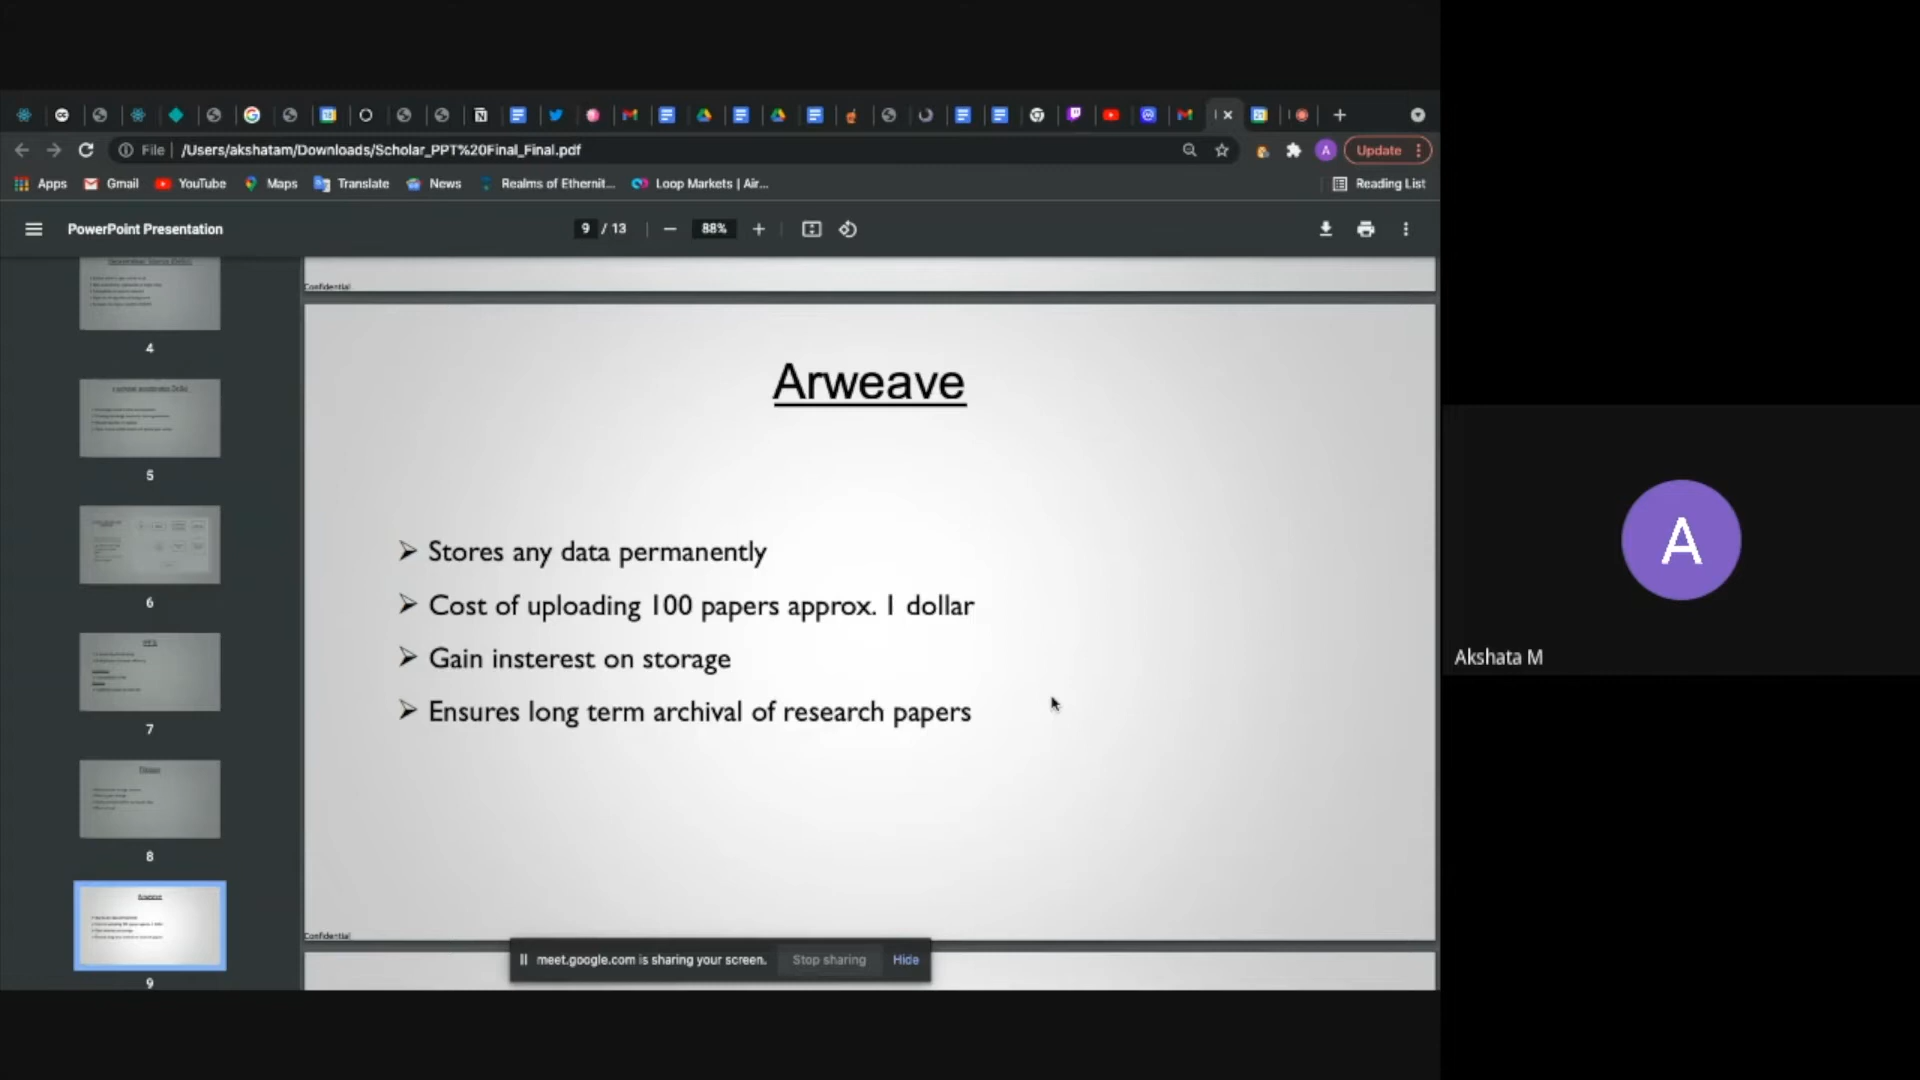 File | /Users/akshatam/Downloads/Scholar_PPT%20Final_Final.pdf
Update
Apps Gmail YouTube Maps Translate News Realms of Ethernit... Loop Markets | Air...
Reading List
PowerPoint Presentation
9 / 13
88%
4
5
6
7
8
Arweave
9
Confidential
Arweave
➢ Stores any data permanently
➢ Cost of uploading 100 papers approx. 1 dollar
➢ Gain insterest on storage
➢ Ensures long term archival of research papers
Confidential
meet.google.com is sharing your screen.
Stop sharing
Hide
A
Akshata M